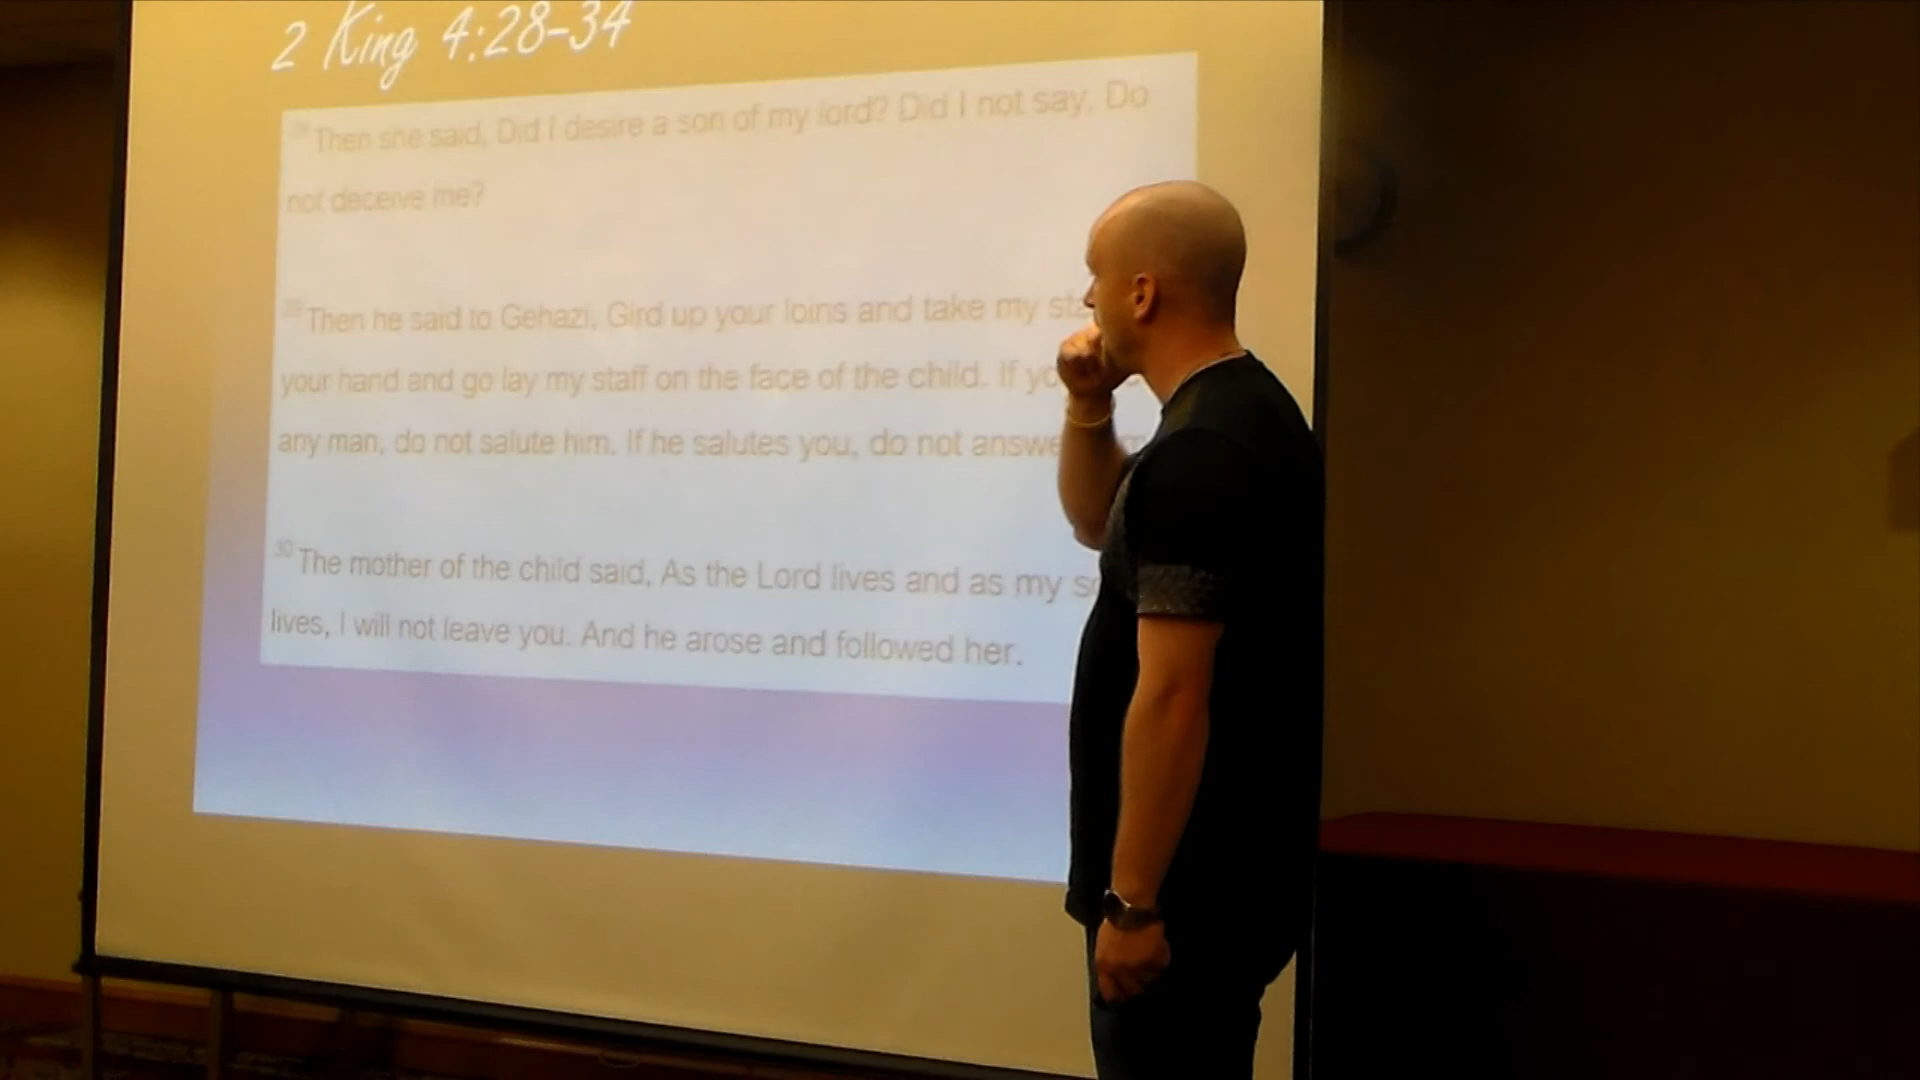 2 King 4:28-34
28 Then she said, Did I desire a son of my lord? Did I not say, Do
not deceive me?
29 Then he said to Gehazi, Gird up your loins and take my
your hand and go lay my staff on the face of the child. If
any man, do not salute him. If he salutes you, do not
30 The mother of the child said, As the Lord lives and as my
lives, I will not leave you. And he arose and followed her.